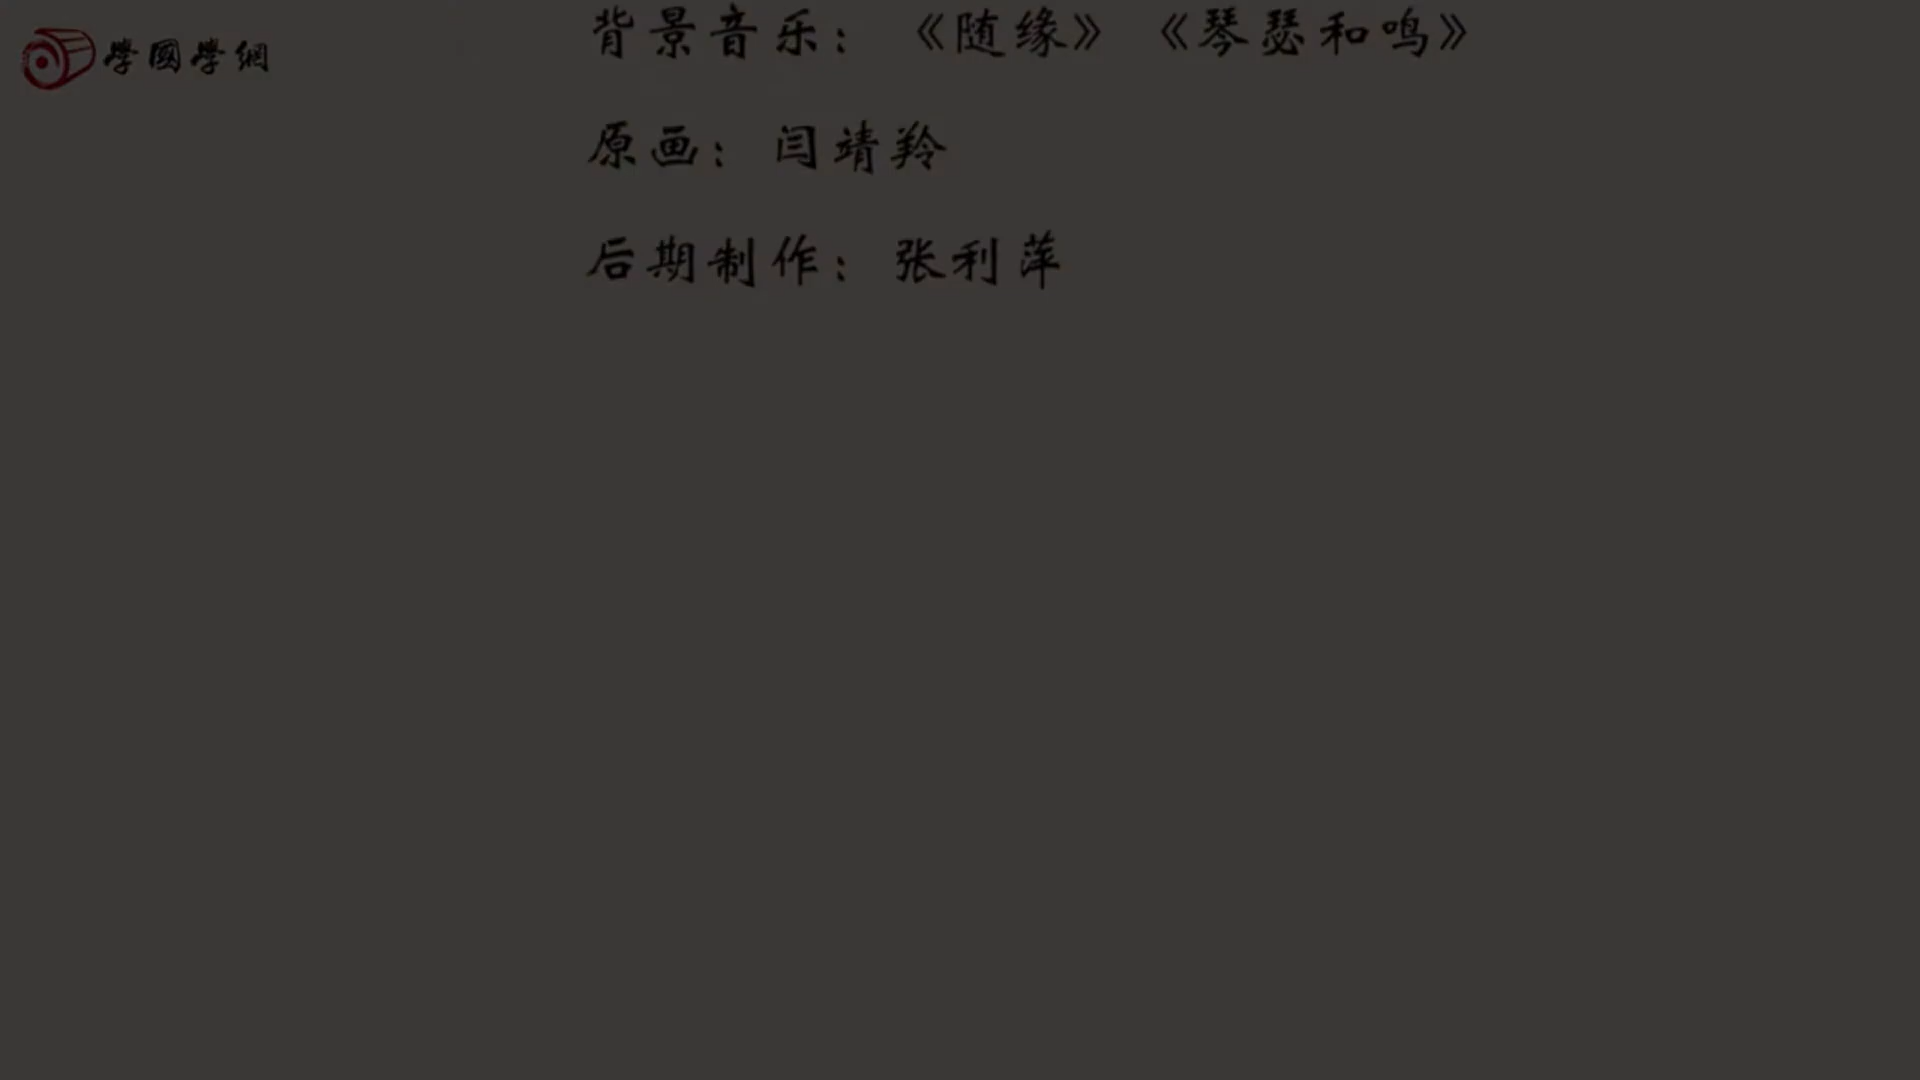 背景音乐：《随缘》《琴瑟和鸣》
學國學網
原画：闫靖羚
后期制作：张利萍